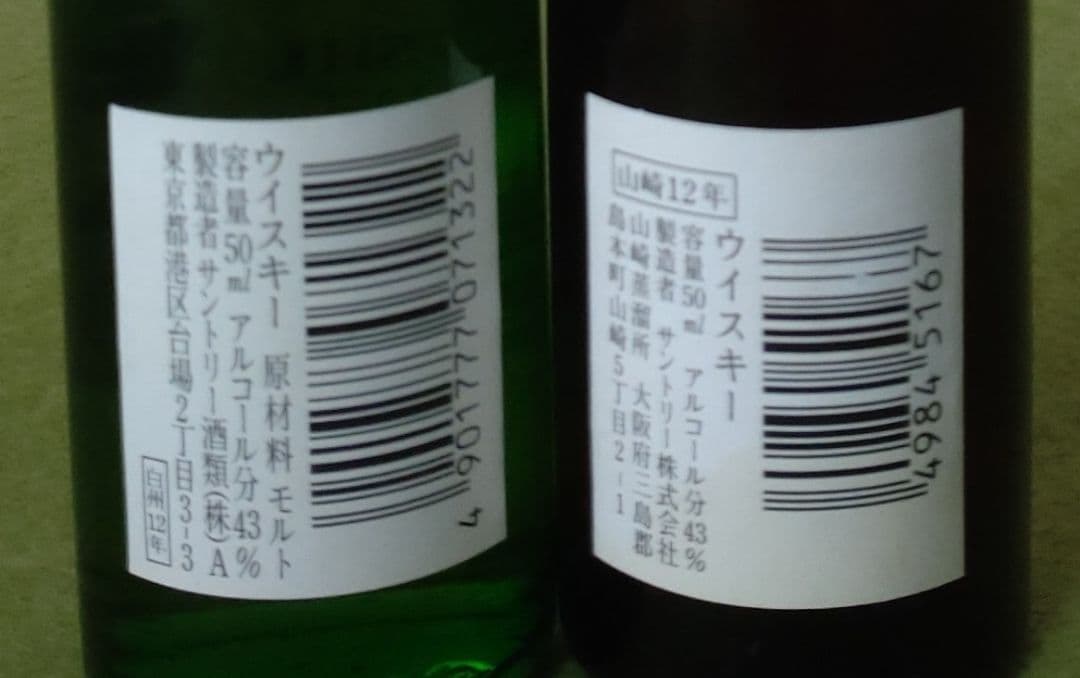 ウイスキー 原材料 モルト
容量50ml アルコール分43%
製造者 サントリー酒類(株)A
東京都港区台場2丁目3-3
白州12年
4 901777 071322
山崎12年
ウイスキー
容量50ml アルコール分43%
製造者 サントリー株式会社
山崎蒸溜所 大阪府三島郡
島本町山崎5丁目2-1
4984 5167